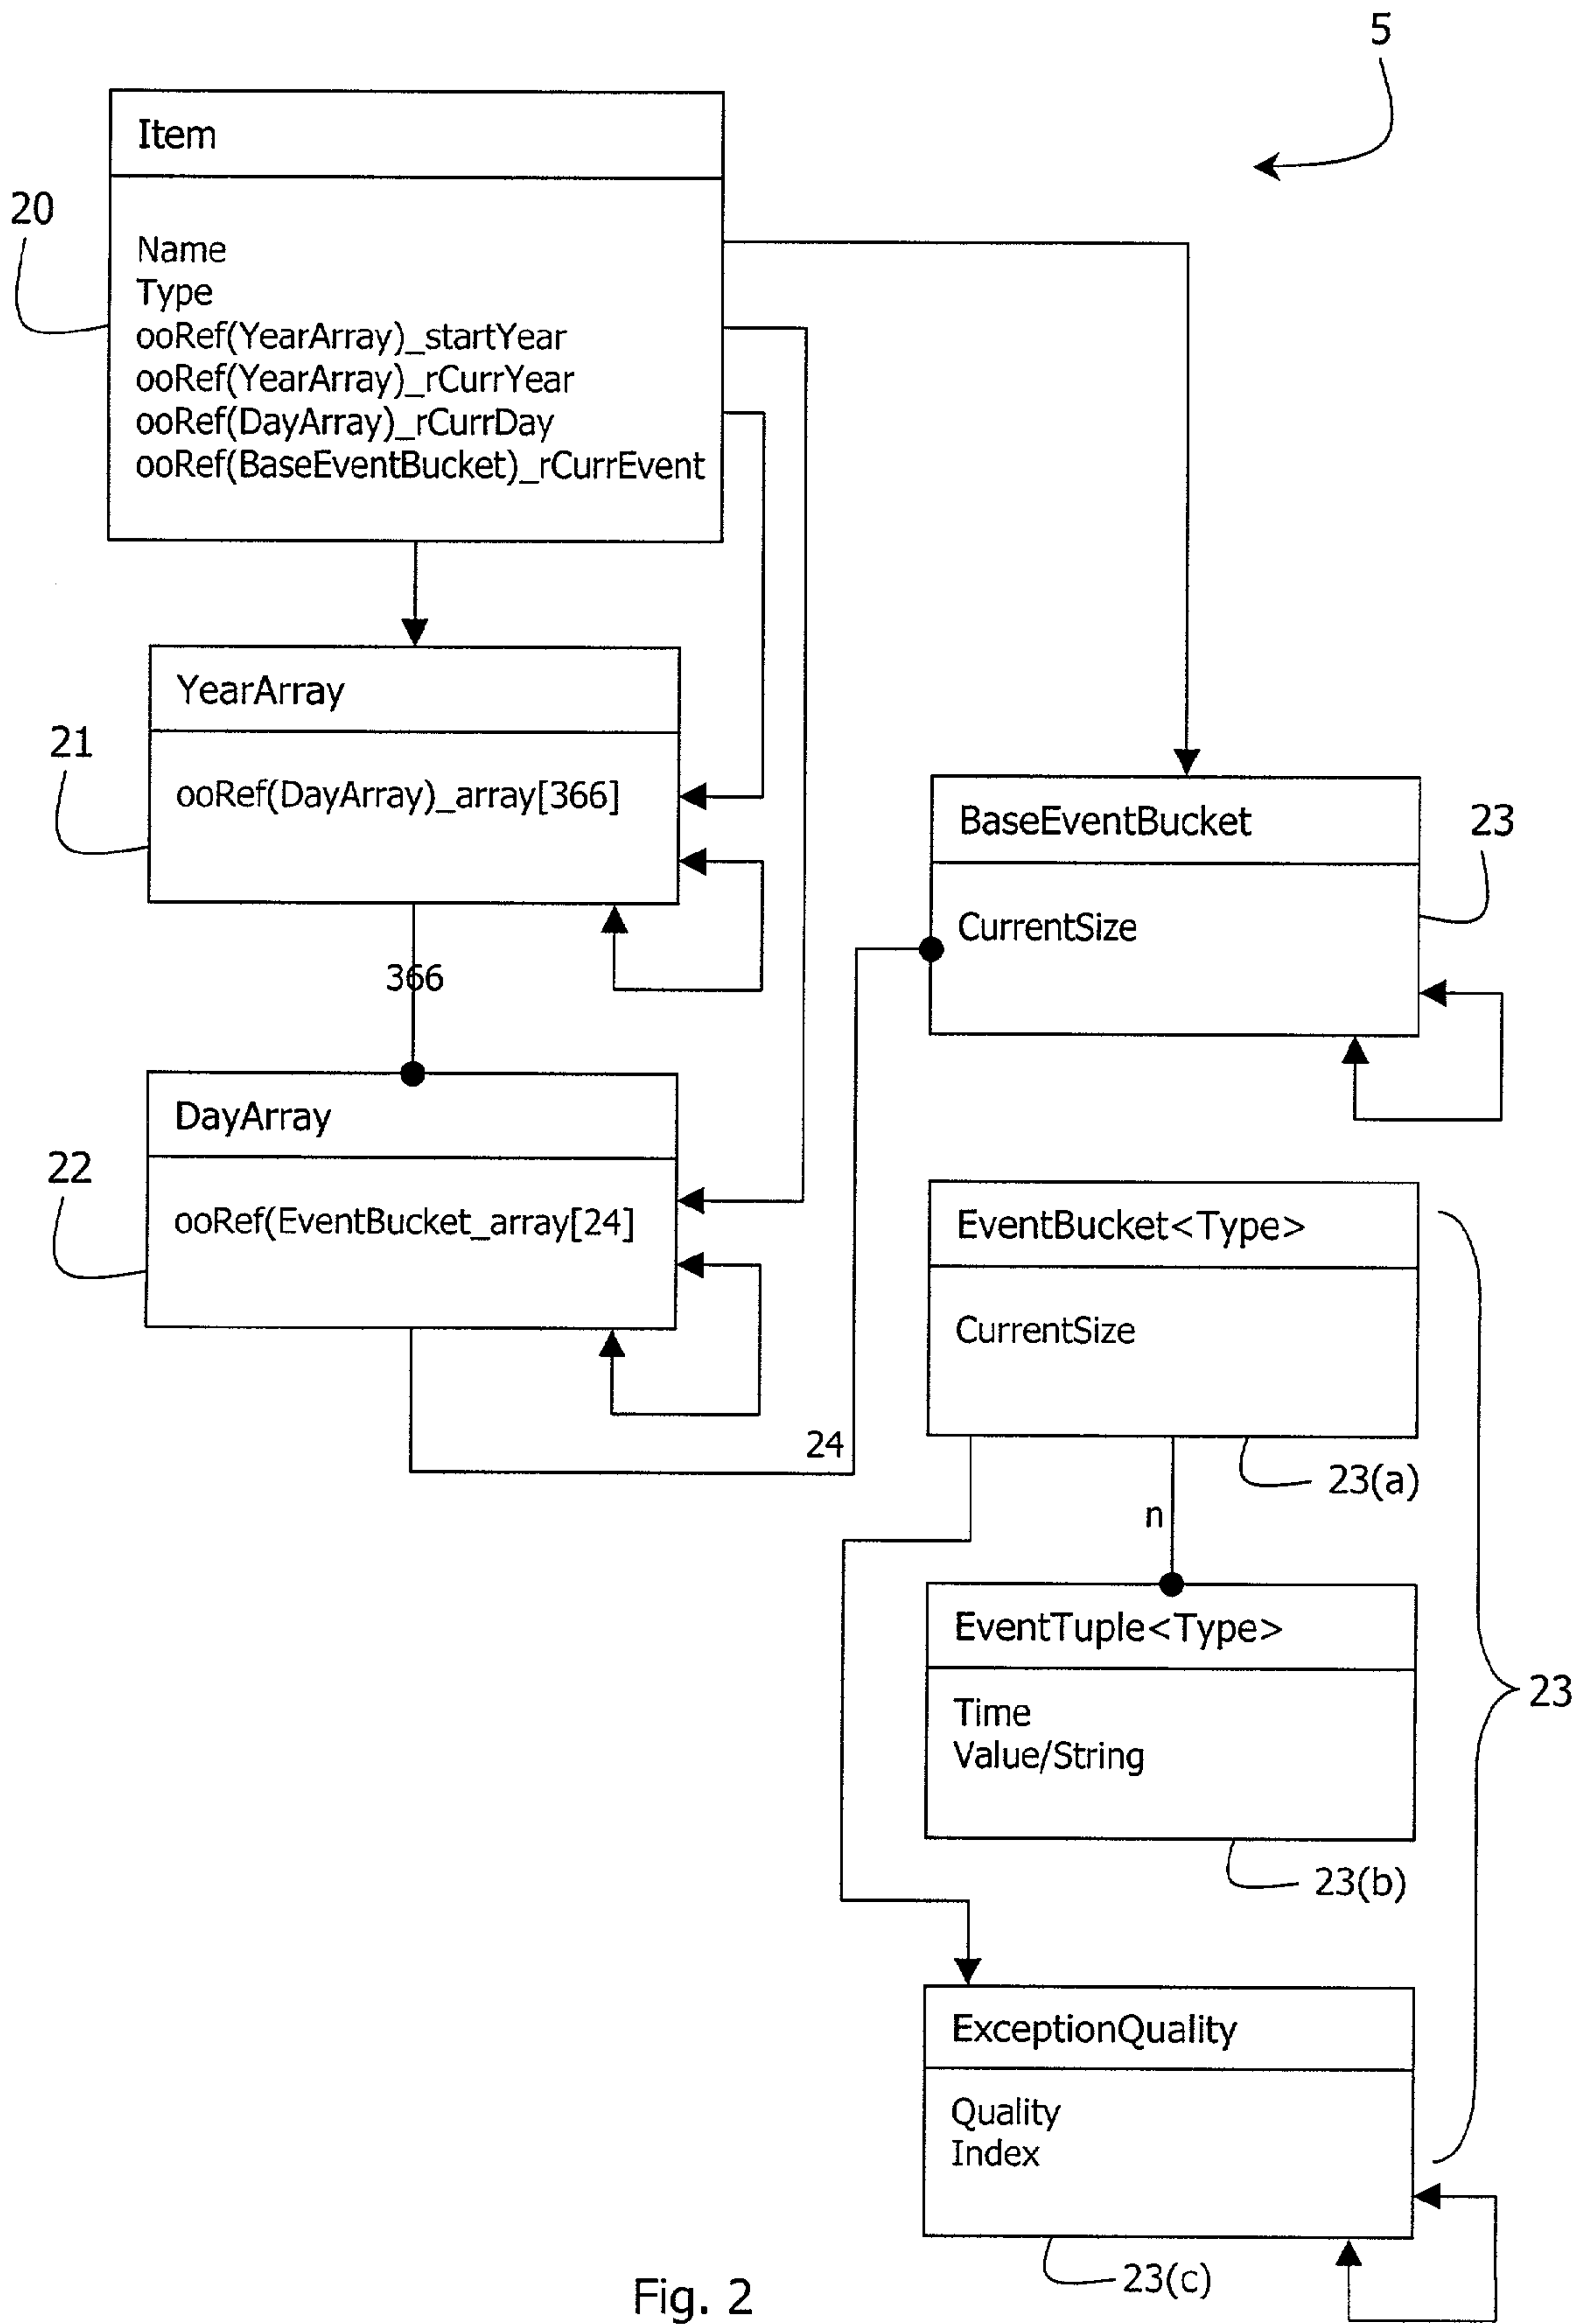 5
Item
20
Name
Type
ooRef(YearArray)_startYear
ooRef(YearArray)_rCurrYear
ooRef(DayArray)_rCurrDay
ooRef(BaseEventBucket)_rCurrEvent
YearArray
21
ooRef(DayArray)_array[366]
366
BaseEventBucket
23
CurrentSize
DayArray
22
ooRef(EventBucket_array[24]
24
EventBucket<Type>
CurrentSize
23(a)
n
EventTuple<Type>
Time
Value/String
23(b)
23
ExceptionQuality
Quality
Index
23(c)
Fig. 2